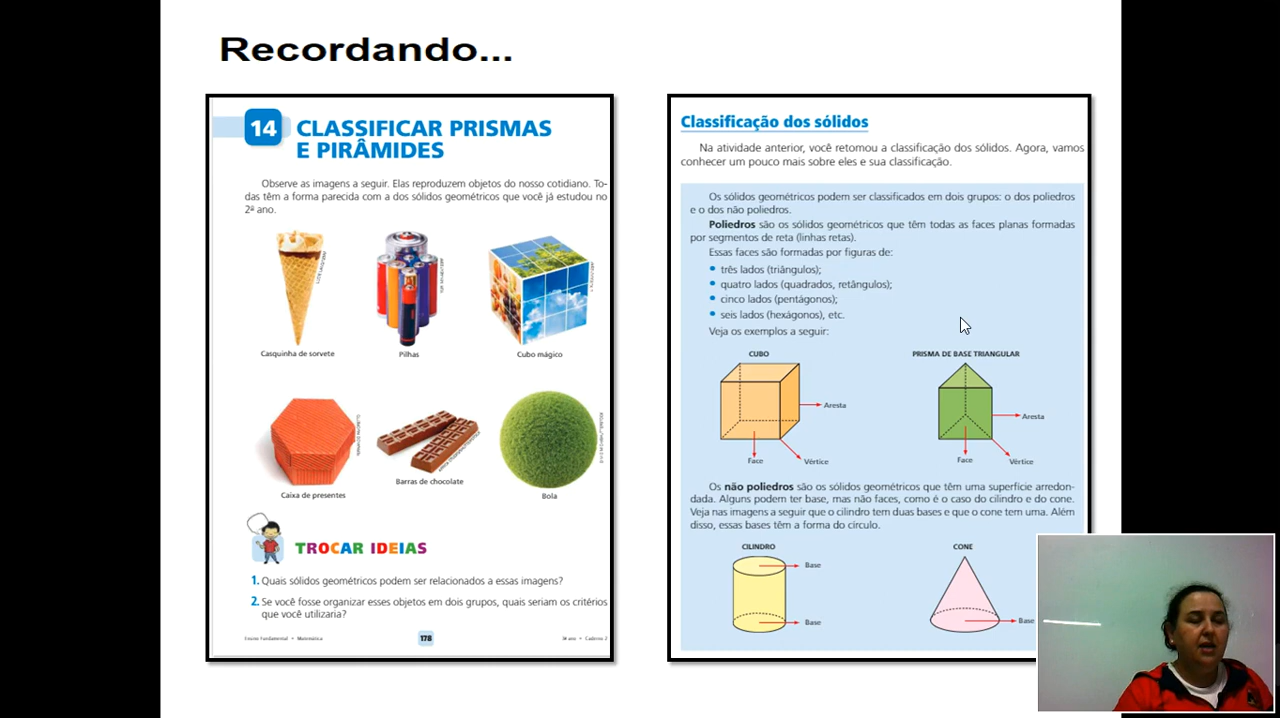 Recordando...
14 CLASSIFICAR PRISMAS
E PIRÂMIDES
Observe as imagens a seguir. Elas reproduzem objetos do nosso cotidiano. To-
das têm a forma parecida com a dos sólidos geométricos que você já estudou no
2º ano.
Casquinha de sorvete
Pilhas
Cubo mágico
Caixa de presentes
Barras de chocolate
Bola
TROCAR IDEIAS
1. Quais sólidos geométricos podem ser relacionados a essas imagens?
2. Se você fosse organizar esses objetos em dois grupos, quais seriam os critérios
que você utilizaria?
Ensino Fundamental • Matemática
178
3º ano • Caderno 2
Classificação dos sólidos
Na atividade anterior, você retomou a classificação dos sólidos. Agora, vamos
conhecer um pouco mais sobre eles e sua classificação.
Os sólidos geométricos podem ser classificados em dois grupos: o dos poliedros
e o dos não poliedros.
Poliedros são os sólidos geométricos que têm todas as faces planas formadas
por segmentos de reta (linhas retas).
Essas faces são formadas por figuras de:
• três lados (triângulos);
• quatro lados (quadrados, retângulos);
• cinco lados (pentágonos);
• seis lados (hexágonos), etc.
Veja os exemplos a seguir:
CUBO
Aresta
Face
Vértice
PRISMA DE BASE TRIANGULAR
Aresta
Face
Vértice
Os não poliedros são os sólidos geométricos que têm uma superfície arredon-
dada. Alguns podem ter base, mas não faces, como é o caso do cilindro e do cone.
Veja nas imagens a seguir que o cilindro tem duas bases e que o cone tem uma. Além
disso, essas bases têm a forma do círculo.
CILINDRO
Base
Base
CONE
Base